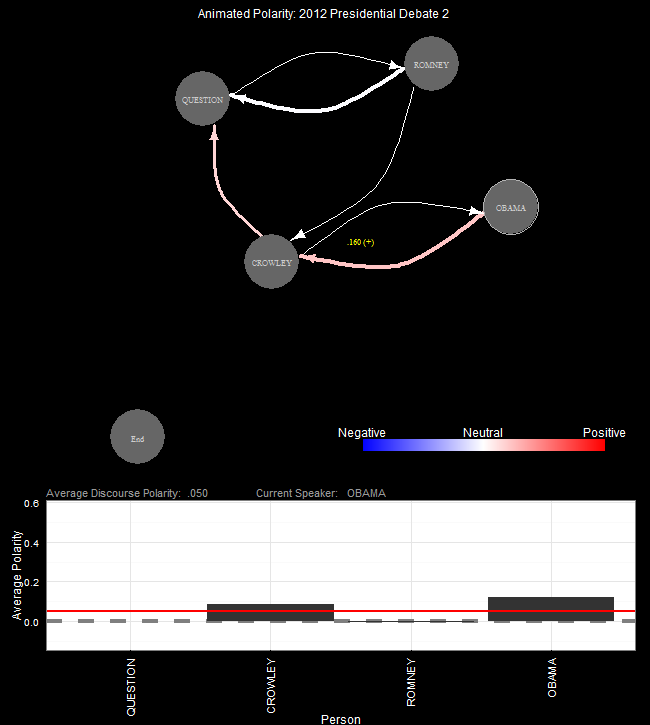 Animated Polarity: 2012 Presidential Debate 2
ROMNEY
QUESTION
OBAMA
.160 (+)
CROWLEY
End
Negative Neutral Positive
Average Discourse Polarity: .050 Current Speaker: OBAMA
0.6
0.4
0.2
0.0
Average Polarity
QUESTION
CROWLEY
ROMNEY
OBAMA
Person